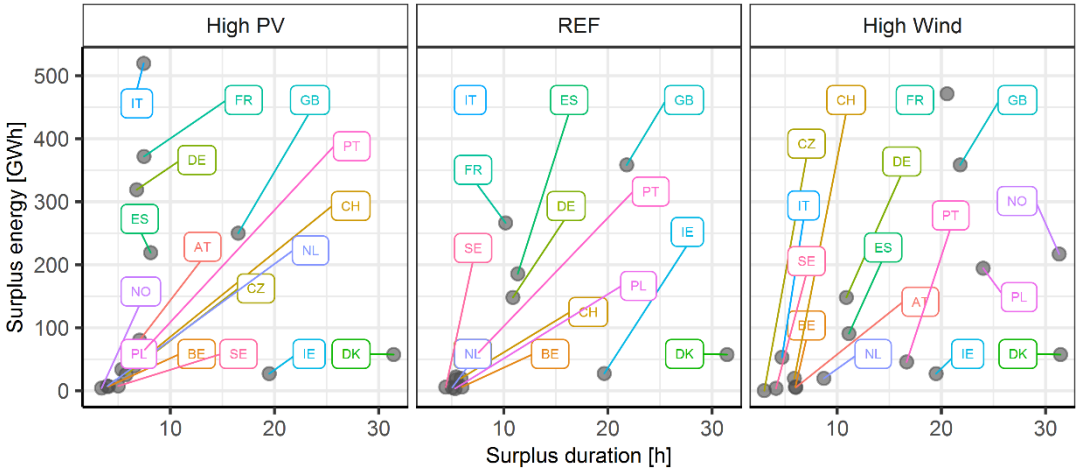 High PV
REF
High Wind
Surplus energy [GWh]
500
400
300
200
100
0
IT
FR
GB
DE
PT
ES
CH
AT
NL
NO
CZ
PL
BE
SE
IE
DK
IT
ES
GB
FR
DE
PT
SE
IE
PL
CH
NL
BE
DK
CH
FR
GB
CZ
DE
IT
NO
PT
SE
ES
PL
AT
BE
NL
IE
DK
10
20
30
10
20
30
10
20
30
Surplus duration [h]